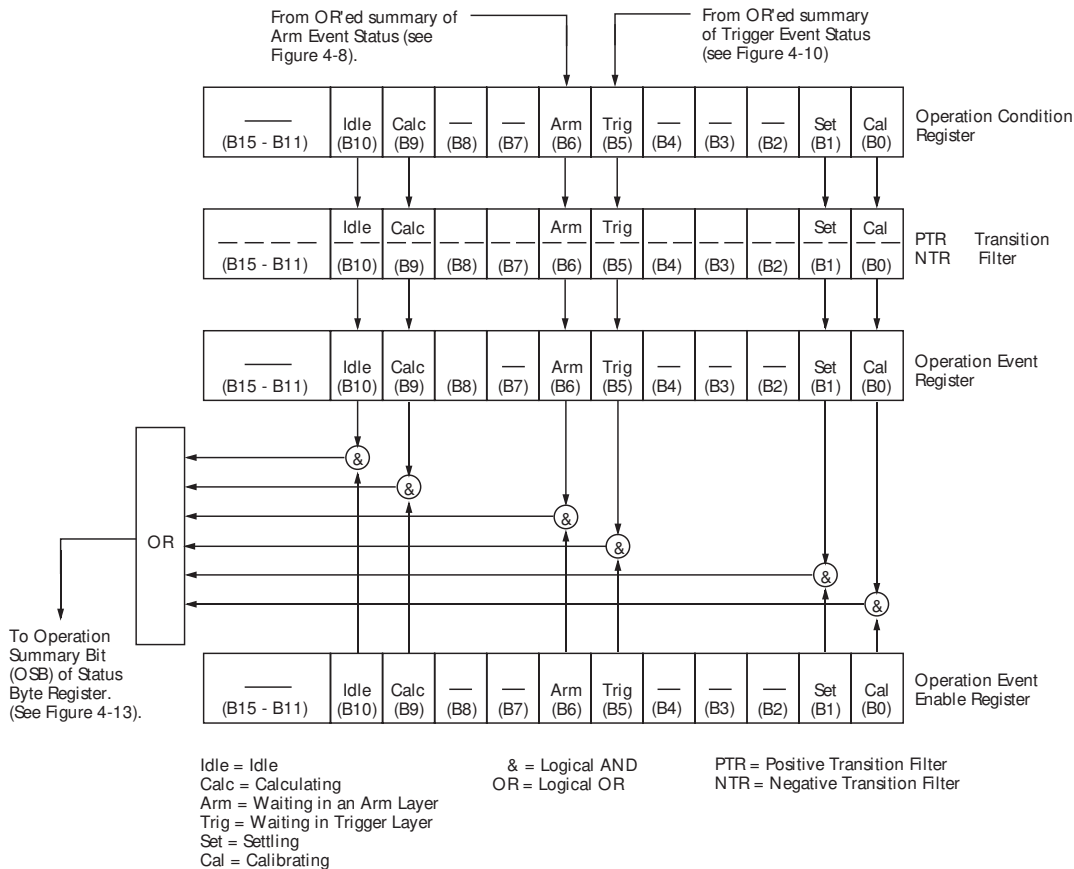 From OR'ed summary of
Arm Event Status (see
Figure 4-8).
From OR'ed summary
of Trigger Event Status
(see Figure 4-10)
Idle Calc — — Arm Trig — — — Set Cal
(B15 - B11) (B10) (B9) (B8) (B7) (B6) (B5) (B4) (B3) (B2) (B1) (B0)
Operation Condition
Register
Idle Calc Arm Trig Set Cal
(B15 - B11) (B10) (B9) (B8) (B7) (B6) (B5) (B4) (B3) (B2) (B1) (B0)
PTR Transition
NTR Filter
Idle Calc — Arm Trig — — — Set Cal
(B15 - B11) (B10) (B9) (B8) (B7) (B6) (B5) (B4) (B3) (B2) (B1) (B0)
Operation Event
Register
&
&
&
OR
&
&
&
To Operation
Summary Bit
(OSB) of Status
Byte Register.
(See Figure 4-13).
Idle Calc — — Arm Trig — — — Set Cal
(B15 - B11) (B10) (B9) (B8) (B7) (B6) (B5) (B4) (B3) (B2) (B1) (B0)
Operation Event
Enable Register
Idle = Idle
Calc = Calculating
Arm = Waiting in an Arm Layer
Trig = Waiting in Trigger Layer
Set = Settling
Cal = Calibrating
& = Logical AND
OR = Logical OR
PTR = Positive Transition Filter
NTR = Negative Transition Filter